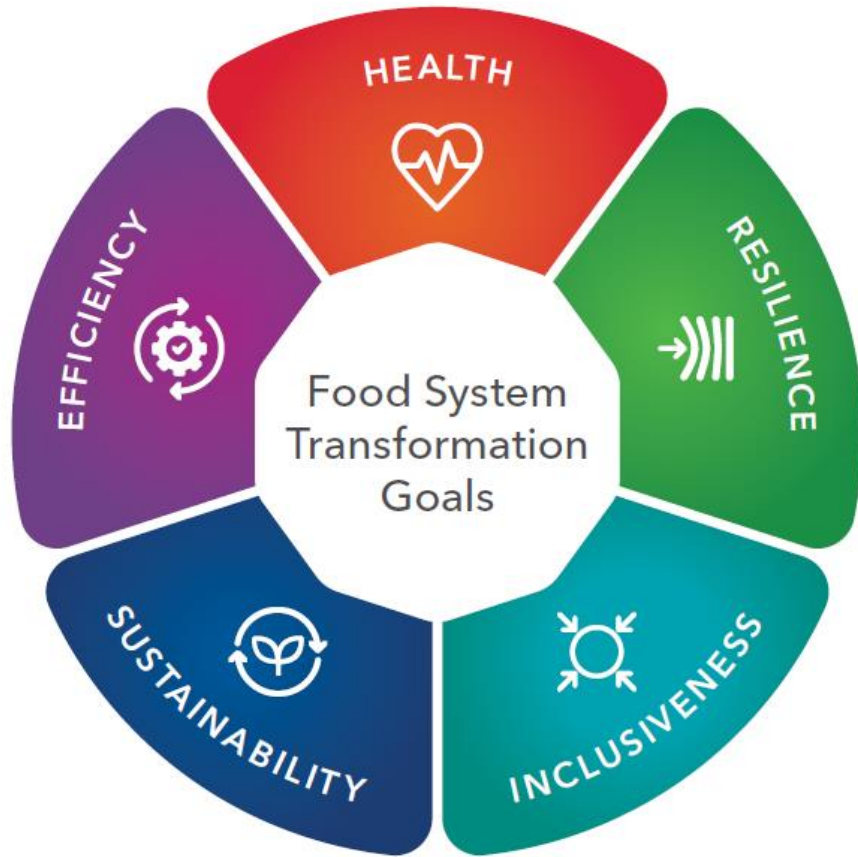 HEALTH
RESILIENCE
INCLUSIVENESS
SUSTAINABILITY
EFFICIENCY
Food System
Transformation
Goals